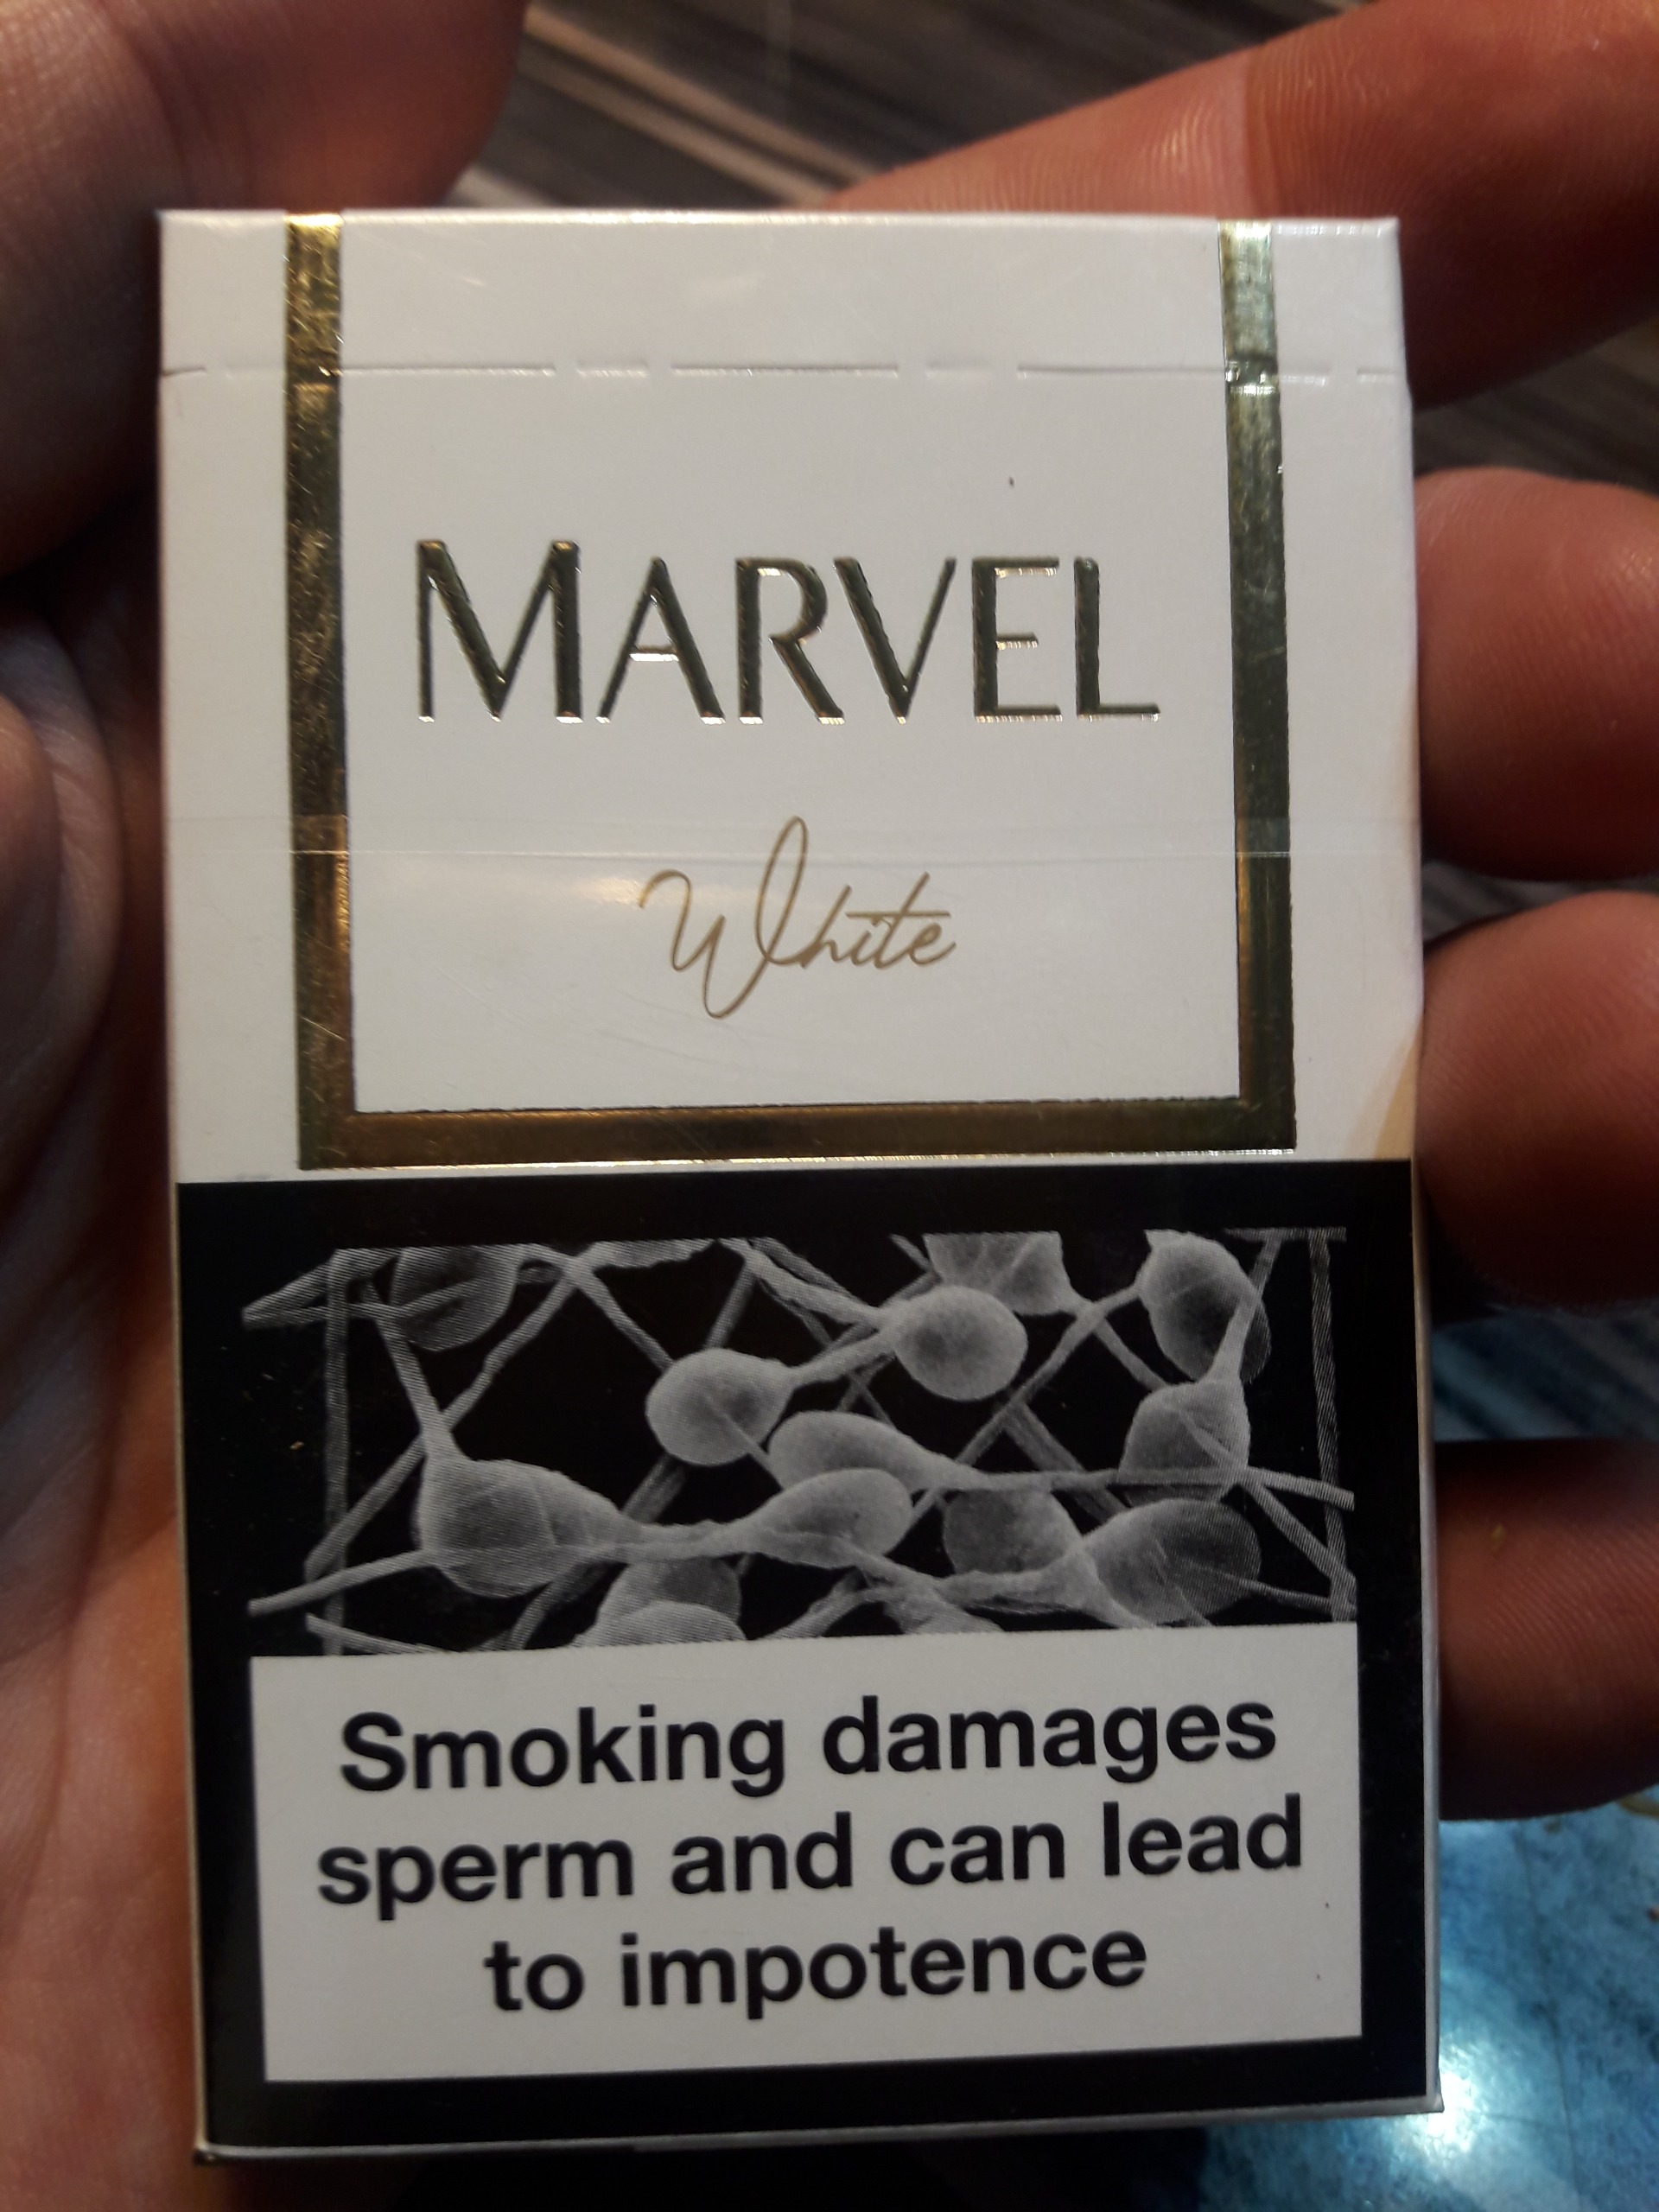 MARVEL
White
Smoking damages
sperm and can lead
to impotence